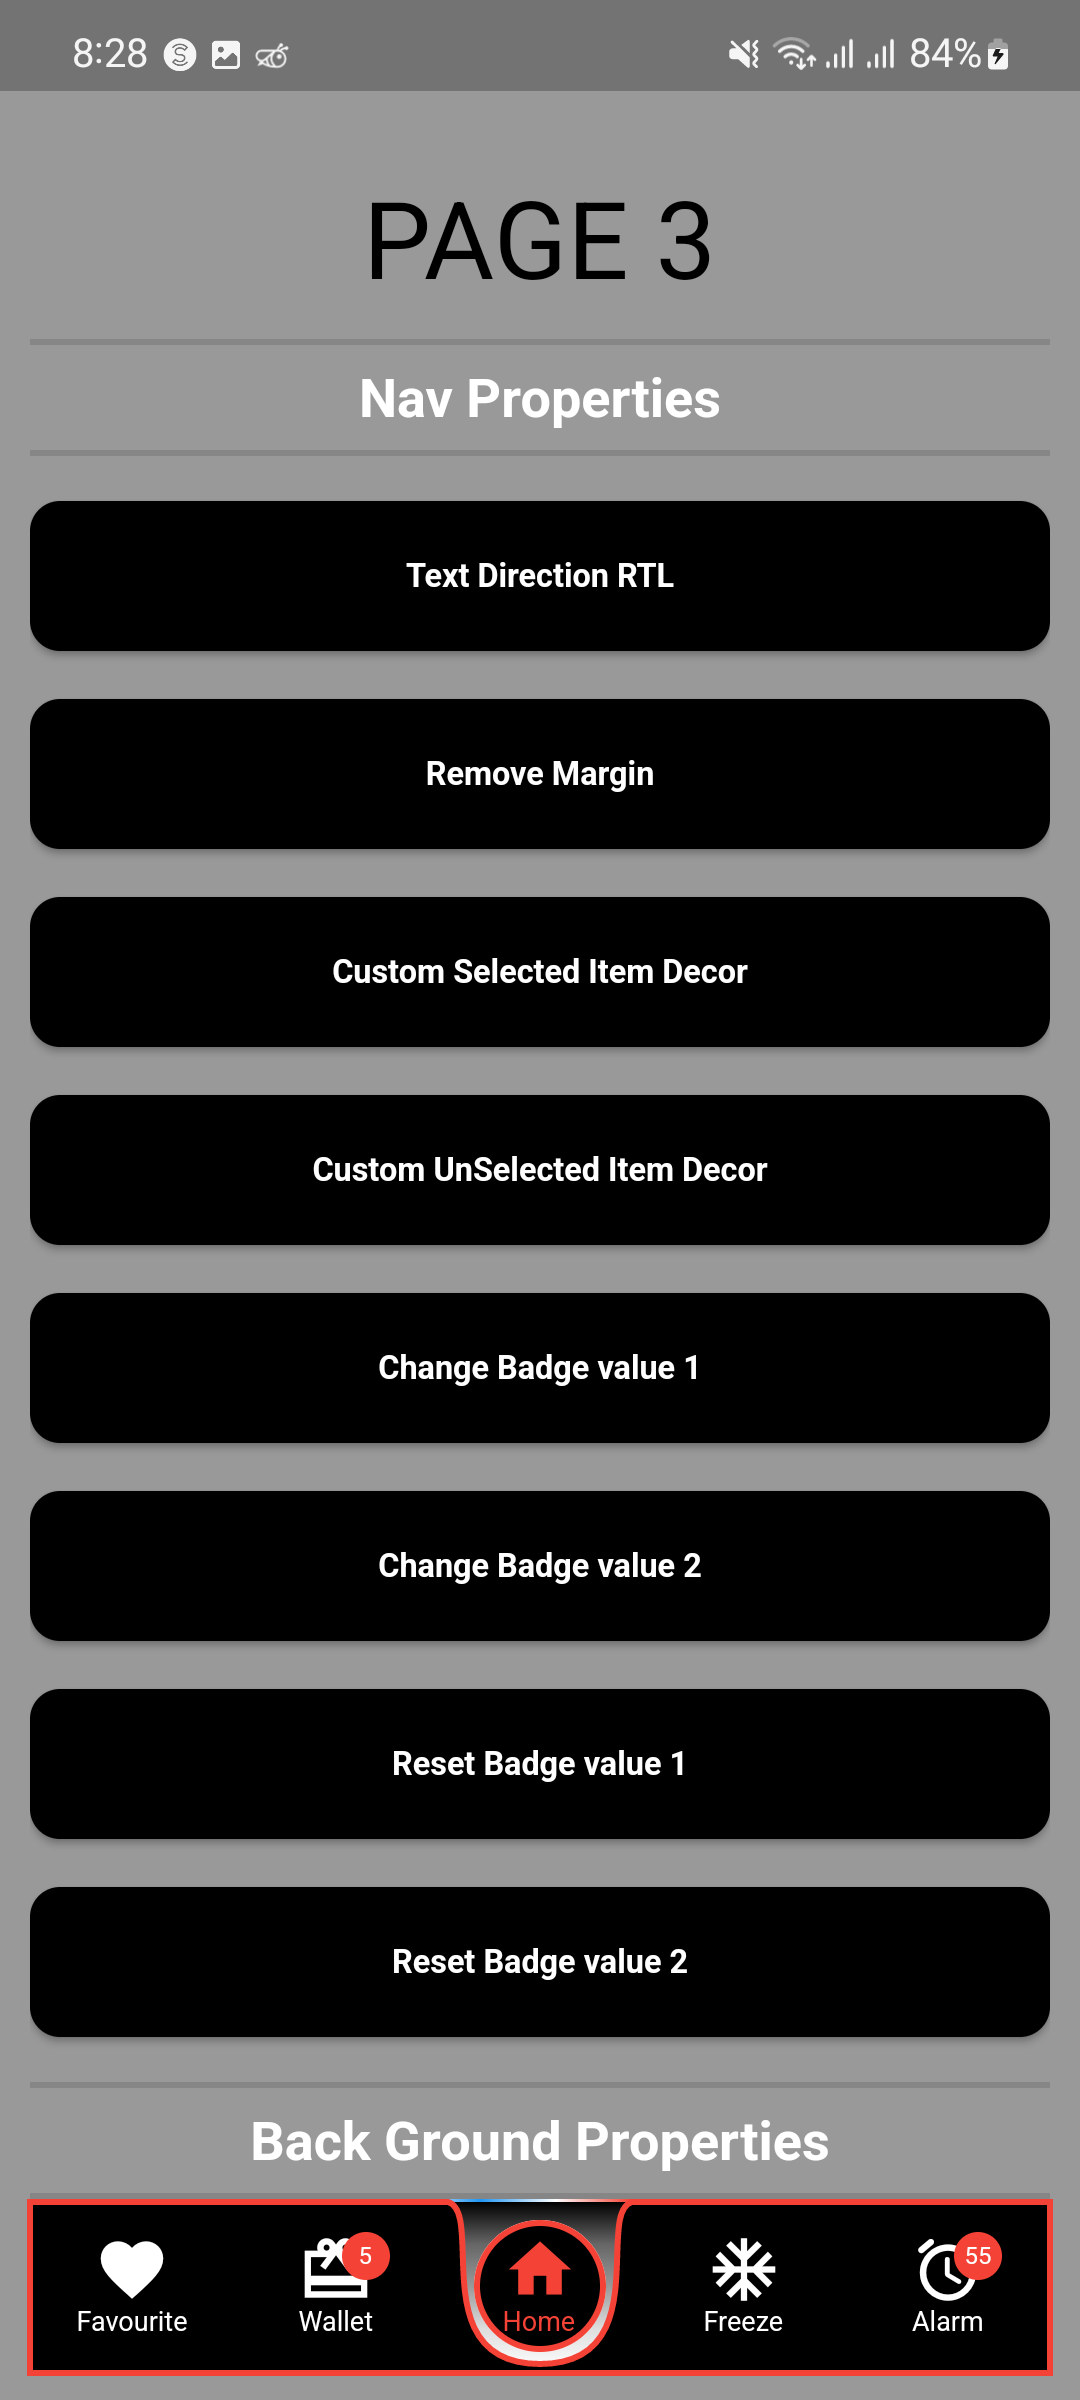 8:28
84%
PAGE 3
Nav Properties
Text Direction RTL
Remove Margin
Custom Selected Item Decor
Custom UnSelected Item Decor
Change Badge value 1
Change Badge value 2
Reset Badge value 1
Reset Badge value 2
Back Ground Properties
5
55
Favourite
Wallet
Home
Freeze
Alarm